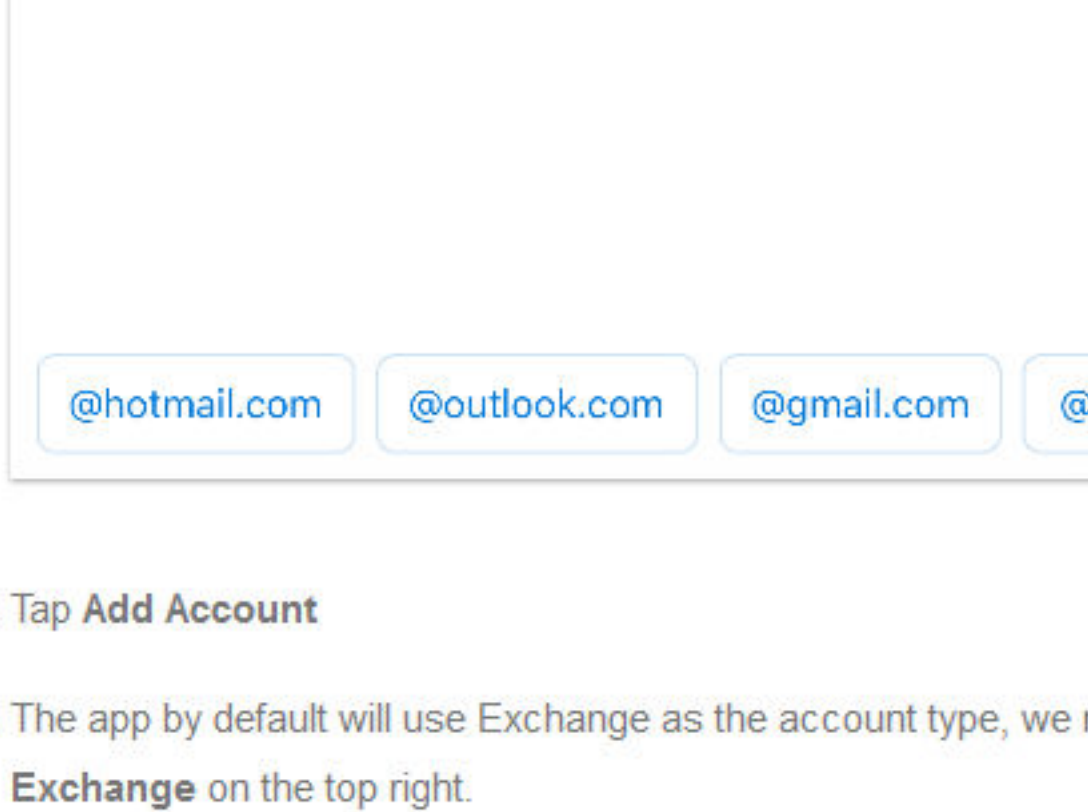 @hotmail.com @outlook.com @gmail.com @
Tap Add Account
The app by default will use Exchange as the account type, we
Exchange on the top right.